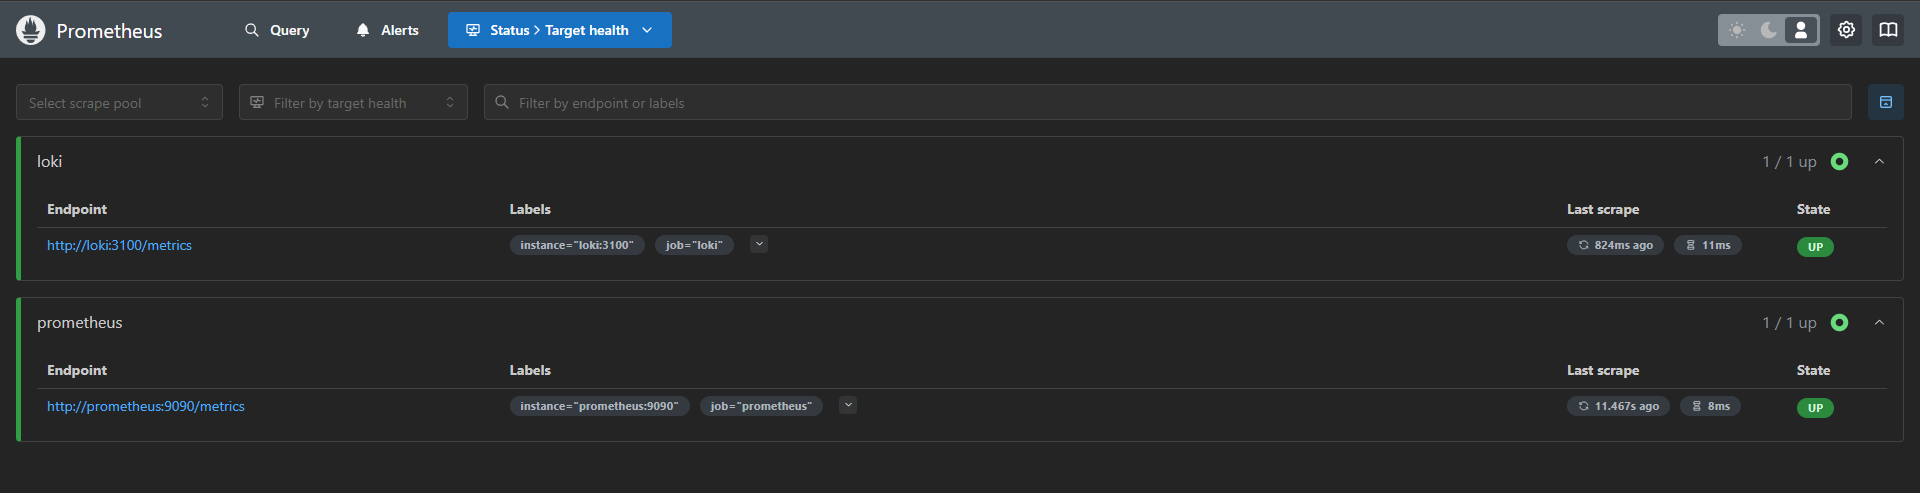 Prometheus Query Alerts Status > Target health
Select scrape pool Filter by target health Filter by endpoint or labels
loki 1 / 1 up
Endpoint Labels Last scrape State
http://loki:3100/metrics instance="loki:3100" job="loki" 824ms ago 11ms UP
prometheus 1 / 1 up
Endpoint Labels Last scrape State
http://prometheus:9090/metrics instance="prometheus:9090" job="prometheus" 11.467s ago 8ms UP